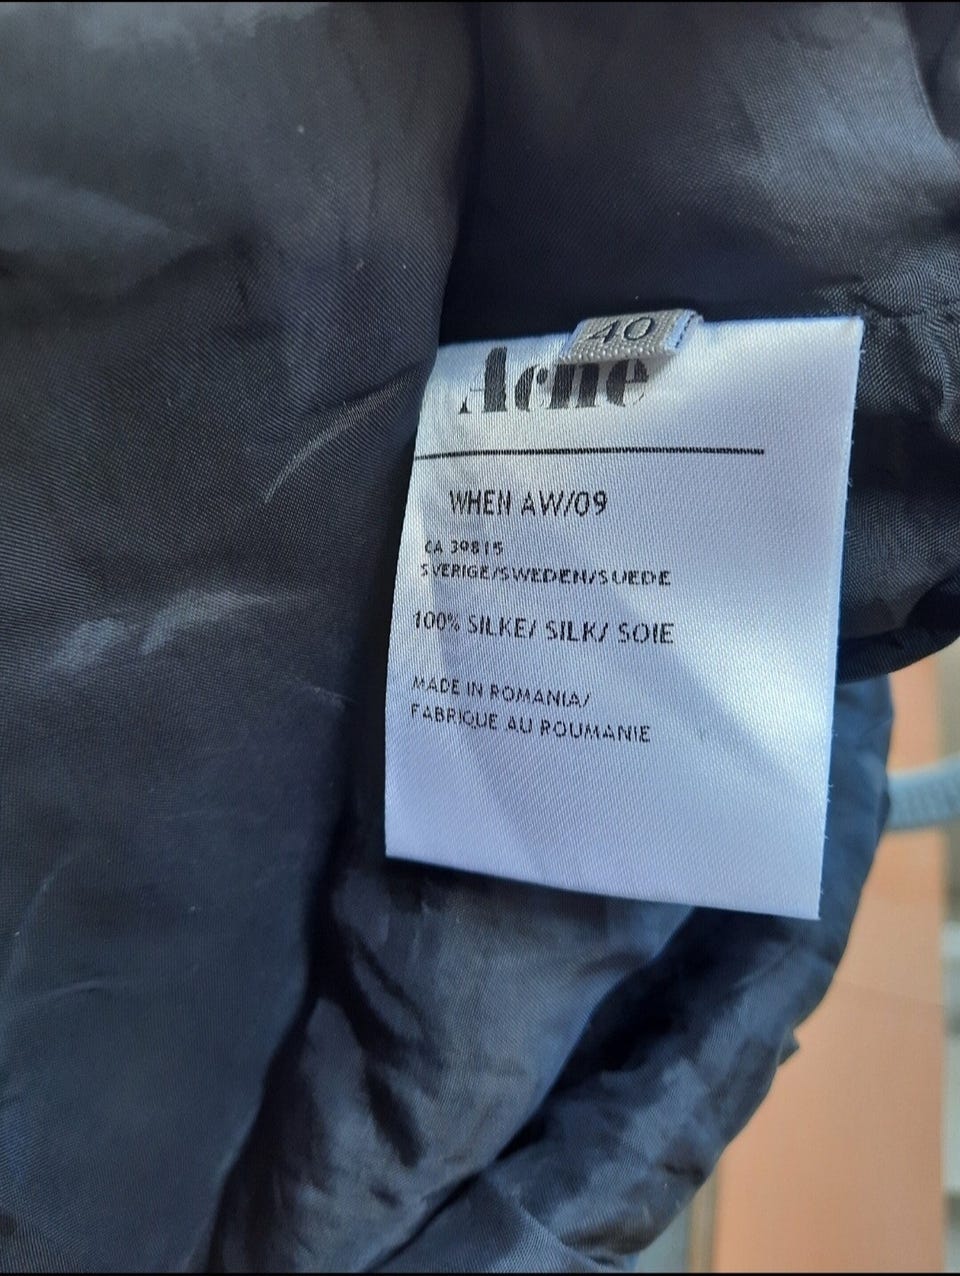 40
Acne
WHEN AW/09
CA 39815
SVERIGE/SWEDEN/SUEDE
100% SILKE/ SILK/ SOIE
MADE IN ROMANIA/
FABRIQUE AU ROUMANIE